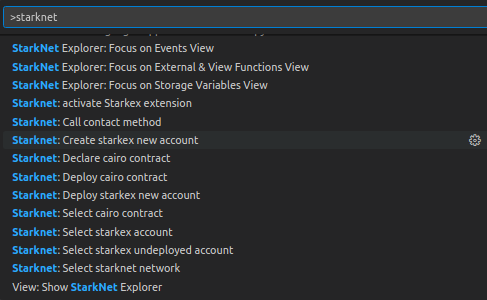 >starknet
StarkNet Explorer: Focus on Events View
StarkNet Explorer: Focus on External & View Functions View
StarkNet Explorer: Focus on Storage Variables View
Starknet: activate Starkex extension
Starknet: Call contact method
Starknet: Create starkex new account
Starknet: Declare cairo contract
Starknet: Deploy cairo contract
Starknet: Deploy starkex new account
Starknet: Select cairo contract
Starknet: Select starkex account
Starknet: Select starkex undeployed account
Starknet: Select starknet network
View: Show StarkNet Explorer